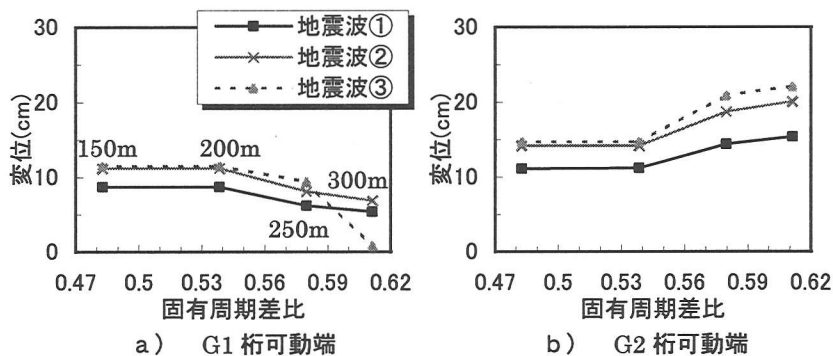 30
20
10
0
変位(cm)
地震波①
地震波②
地震波③
150m
200m
250m
300m
0.47 0.5 0.53 0.56 0.59 0.62
固有周期差比
a） G1 桁可動端
30
20
10
0
変位(cm)
0.47 0.5 0.53 0.56 0.59 0.62
固有周期差比
b） G2 桁可動端